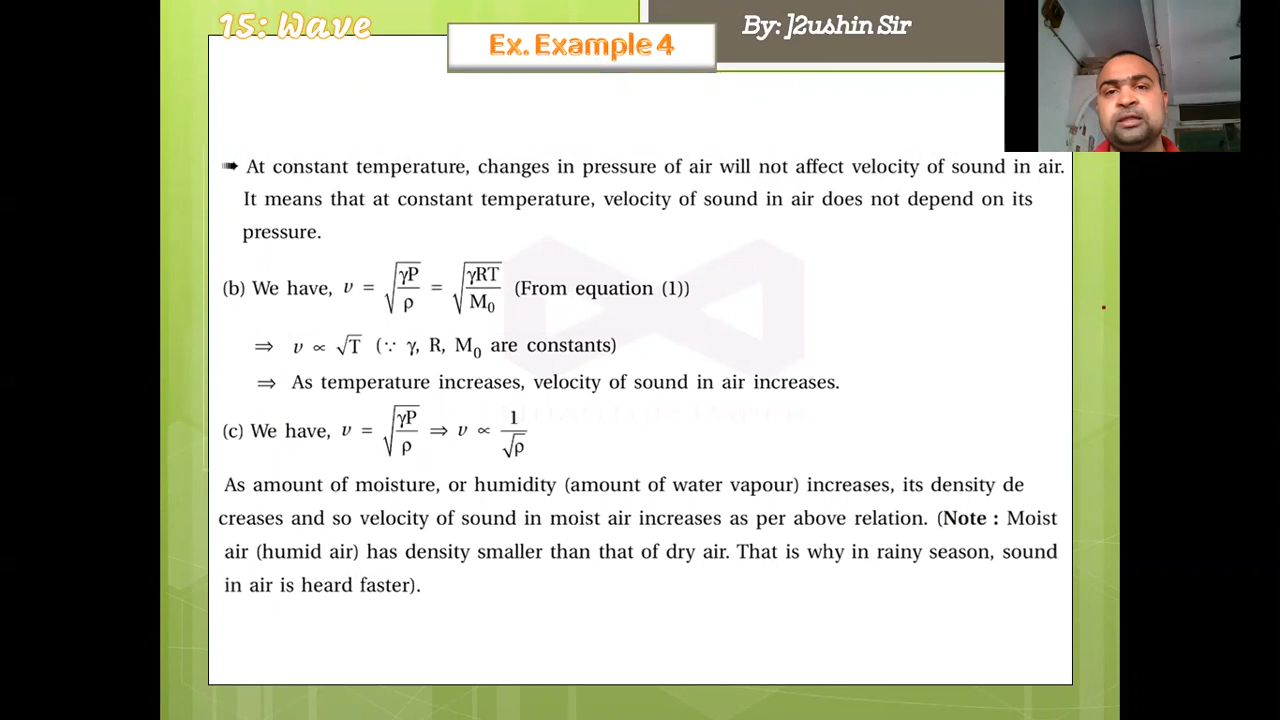 15: Wave
Ex. Example 4
By: ]2ushin Sir
➠ At constant temperature, changes in pressure of air will not affect velocity of sound in air.
It means that at constant temperature, velocity of sound in air does not depend on its
pressure.
(b) We have, υ = √(γP/ρ) = √(γRT/M₀) (From equation (1))
⇒ υ ∝ √T (∵ γ, R, M₀ are constants)
⇒ As temperature increases, velocity of sound in air increases.
(c) We have, υ = √(γP/ρ) ⇒ υ ∝ 1/√ρ
As amount of moisture, or humidity (amount of water vapour) increases, its density de
creases and so velocity of sound in moist air increases as per above relation. (Note : Moist
air (humid air) has density smaller than that of dry air. That is why in rainy season, sound
in air is heard faster).